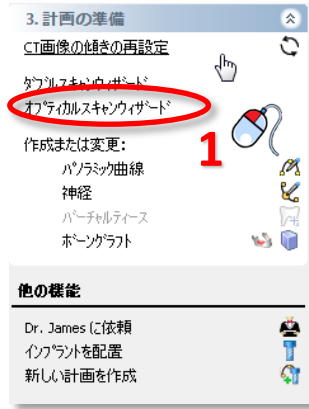 3. 計画の準備
CT画像の傾きの再設定
ダブルスキャンウィザード
オプティカルスキャンウィザード
1
作成または変更:
パノラミック曲線
神経
バーチャルティース
ボーングラフト
他の機能
Dr. James に依頼
インプラントを配置
新しい計画を作成